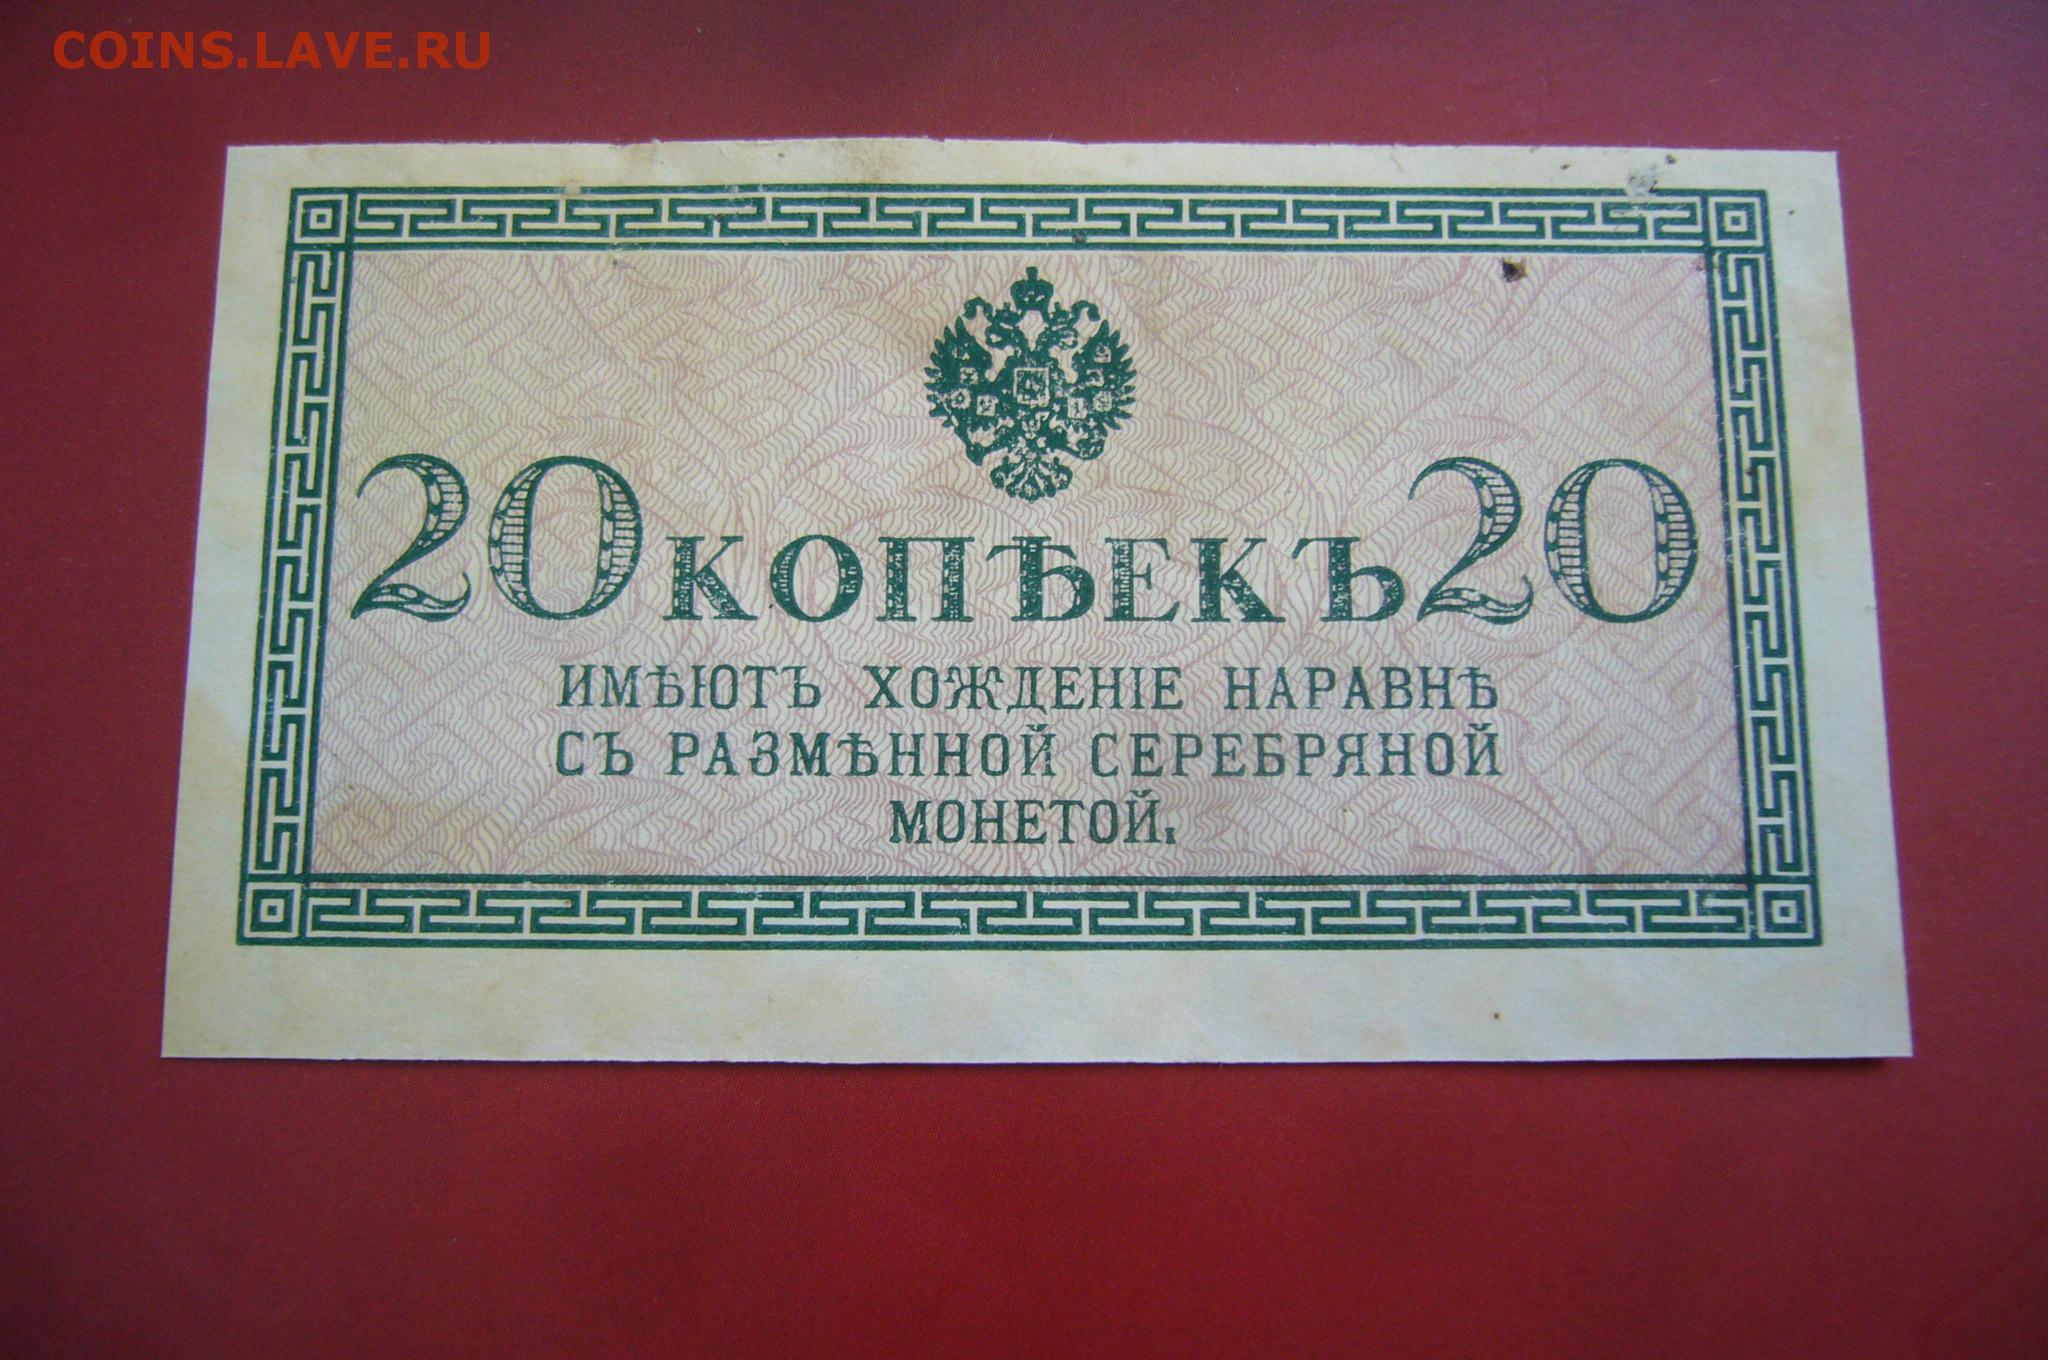 COINS.LAVE.RU
20 КОПѢЕКЪ 20
ИМѢЮТЪ ХОЖДЕНІЕ НАРАВНѢ
СЪ РАЗМѢННОЙ СЕРЕБРЯНОЙ
МОНЕТОЙ.